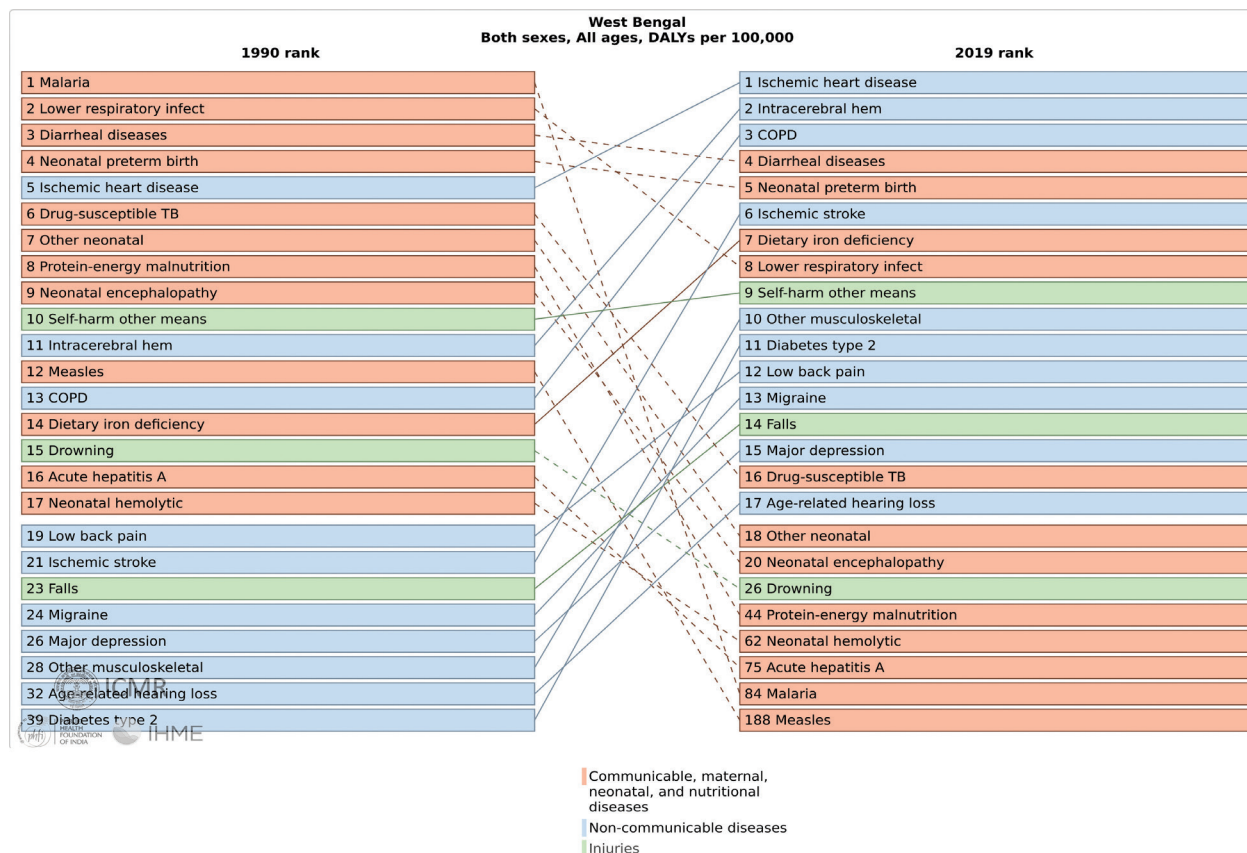 West Bengal
Both sexes, All ages, DALYs per 100,000
1990 rank
2019 rank
1 Malaria
2 Lower respiratory infect
3 Diarrheal diseases
4 Neonatal preterm birth
5 Ischemic heart disease
6 Drug-susceptible TB
7 Other neonatal
8 Protein-energy malnutrition
9 Neonatal encephalopathy
10 Self-harm other means
11 Intracerebral hem
12 Measles
13 COPD
14 Dietary iron deficiency
15 Drowning
16 Acute hepatitis A
17 Neonatal hemolytic
19 Low back pain
21 Ischemic stroke
23 Falls
24 Migraine
26 Major depression
28 Other musculoskeletal
32 Age-related hearing loss
39 Diabetes type 2
1 Ischemic heart disease
2 Intracerebral hem
3 COPD
4 Diarrheal diseases
5 Neonatal preterm birth
6 Ischemic stroke
7 Dietary iron deficiency
8 Lower respiratory infect
9 Self-harm other means
10 Other musculoskeletal
11 Diabetes type 2
12 Low back pain
13 Migraine
14 Falls
15 Major depression
16 Drug-susceptible TB
17 Age-related hearing loss
18 Other neonatal
20 Neonatal encephalopathy
26 Drowning
44 Protein-energy malnutrition
62 Neonatal hemolytic
75 Acute hepatitis A
84 Malaria
188 Measles
ICMR
phfi
HEALTH
FOUNDATION
OF INDIA
IHME
Communicable, maternal,
neonatal, and nutritional
diseases
Non-communicable diseases
Injuries